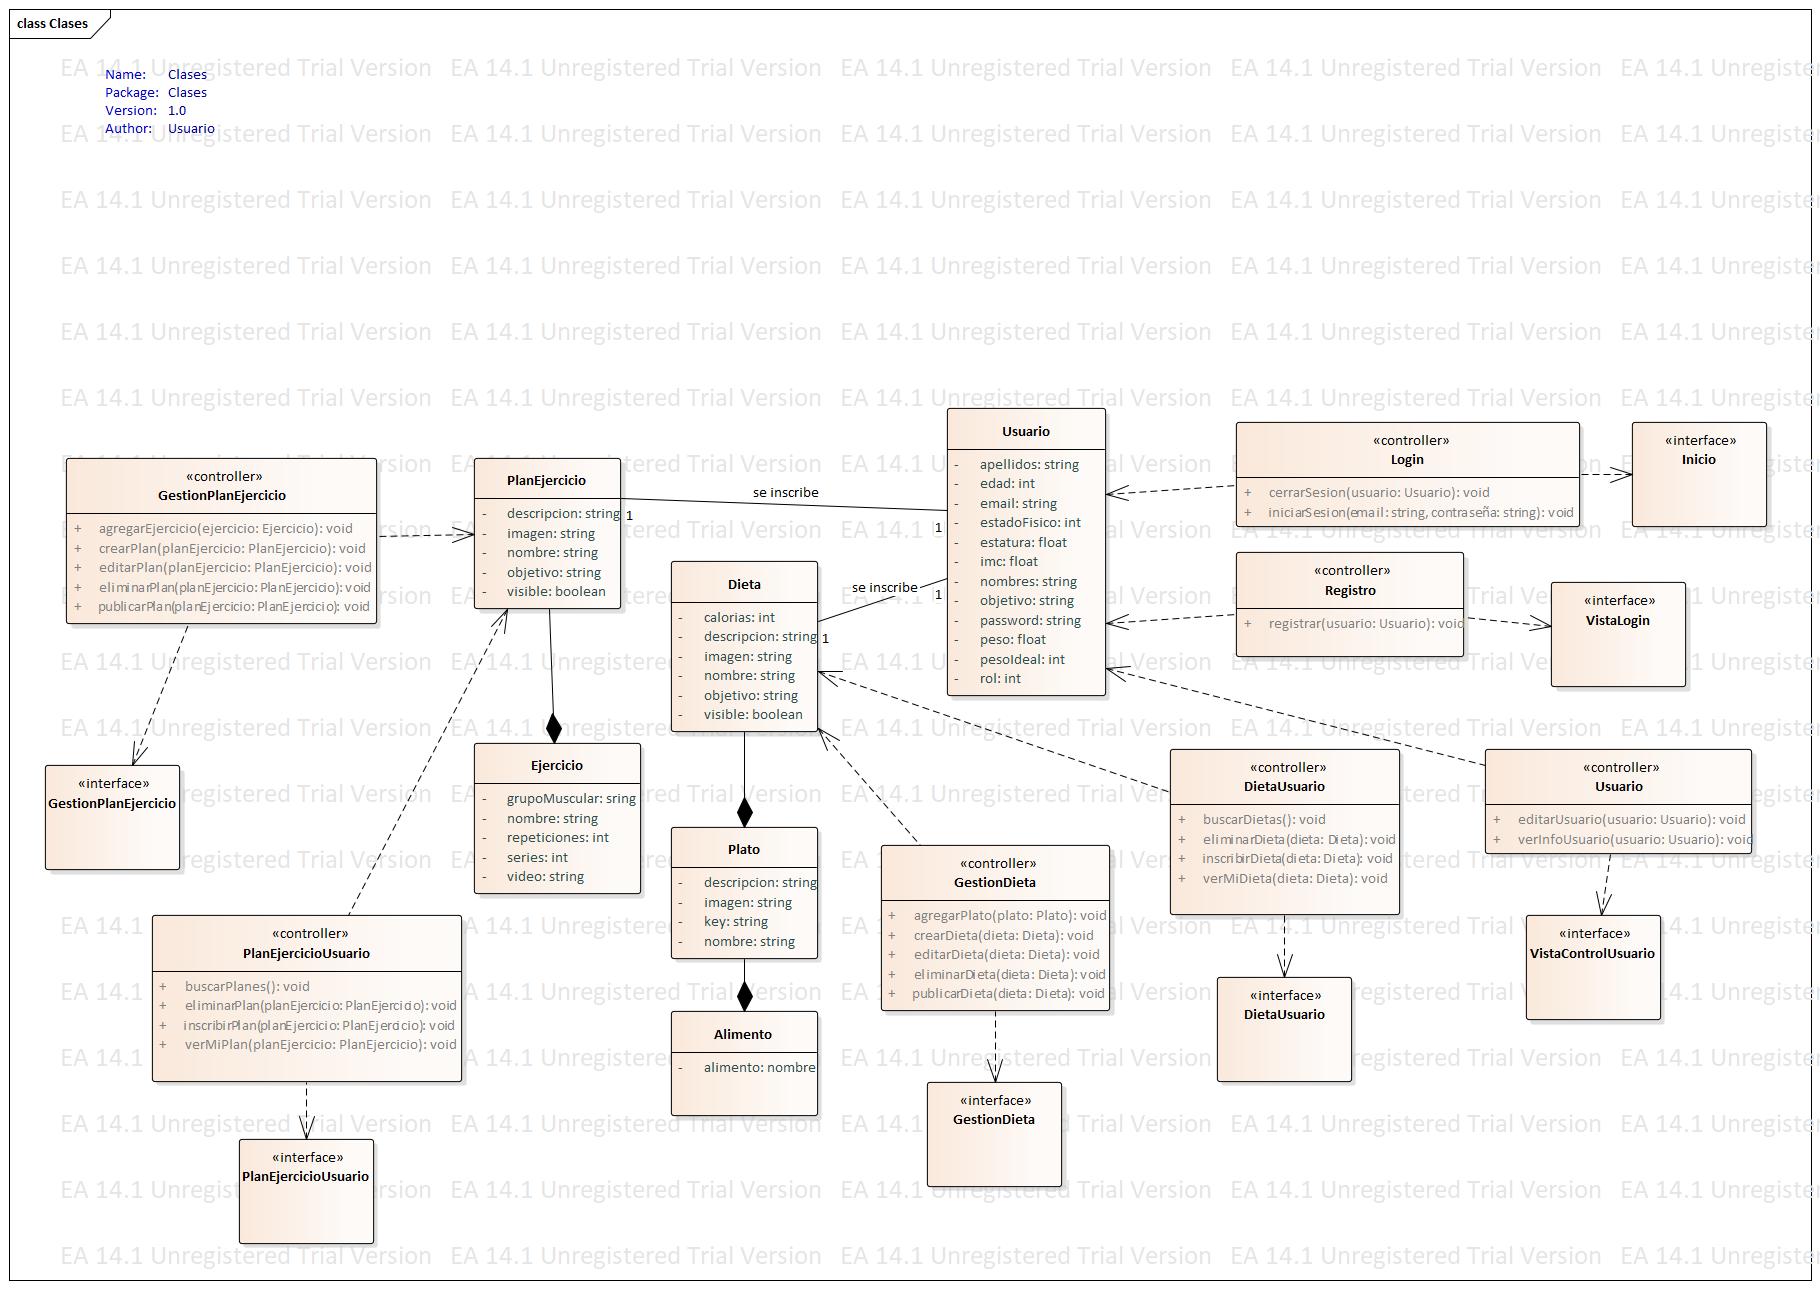 class Clases
Name: Clases
Package: Clases
Version: 1.0
Author: Usuario
EA 14.1 Unregistered Trial Version
«controller»
GestionPlanEjercicio
+ agregarEjercicio(ejercicio: Ejercicio): void
+ crearPlan(planEjercicio: PlanEjercicio): void
+ editarPlan(planEjercicio: PlanEjercicio): void
+ eliminarPlan(planEjercicio: PlanEjercicio): void
+ publicarPlan(planEjercicio: PlanEjercicio): void
PlanEjercicio
- descripcion: string
- imagen: string
- nombre: string
- objetivo: string
- visible: boolean
se inscribe
1
1
Usuario
- apellidos: string
- edad: int
- email: string
- estadoFisico: int
- estatura: float
- imc: float
- nombres: string
- objetivo: string
- password: string
- peso: float
- pesoIdeal: int
- rol: int
«controller»
Login
+ cerrarSesion(usuario: Usuario): void
+ iniciarSesion(email: string, contraseña: string): void
«interface»
Inicio
Dieta
- calorias: int
- descripcion: string
- imagen: string
- nombre: string
- objetivo: string
- visible: boolean
se inscribe
1
1
«controller»
Registro
+ registrar(usuario: Usuario): void
«interface»
VistaLogin
«interface»
GestionPlanEjercicio
Ejercicio
- grupoMuscular: sring
- nombre: string
- repeticiones: int
- series: int
- video: string
Plato
- descripcion: string
- imagen: string
- key: string
- nombre: string
«controller»
GestionDieta
+ agregarPlato(plato: Plato): void
+ crearDieta(dieta: Dieta): void
+ editarDieta(dieta: Dieta): void
+ eliminarDieta(dieta: Dieta): void
+ publicarDieta(dieta: Dieta): void
«controller»
DietaUsuario
+ buscarDietas(): void
+ eliminarDieta(dieta: Dieta): void
+ inscribirDieta(dieta: Dieta): void
+ verMiDieta(dieta: Dieta): void
«controller»
Usuario
+ editarUsuario(usuario: Usuario): void
+ verInfoUsuario(usuario: Usuario): void
«controller»
PlanEjercicioUsuario
+ buscarPlanes(): void
+ eliminarPlan(planEjercicio: PlanEjercicio): void
+ inscribirPlan(planEjercicio: PlanEjercicio): void
+ verMiPlan(planEjercicio: PlanEjercicio): void
Alimento
- alimento: nombre
«interface»
DietaUsuario
«interface»
VistaControlUsuario
«interface»
GestionDieta
«interface»
PlanEjercicioUsuario